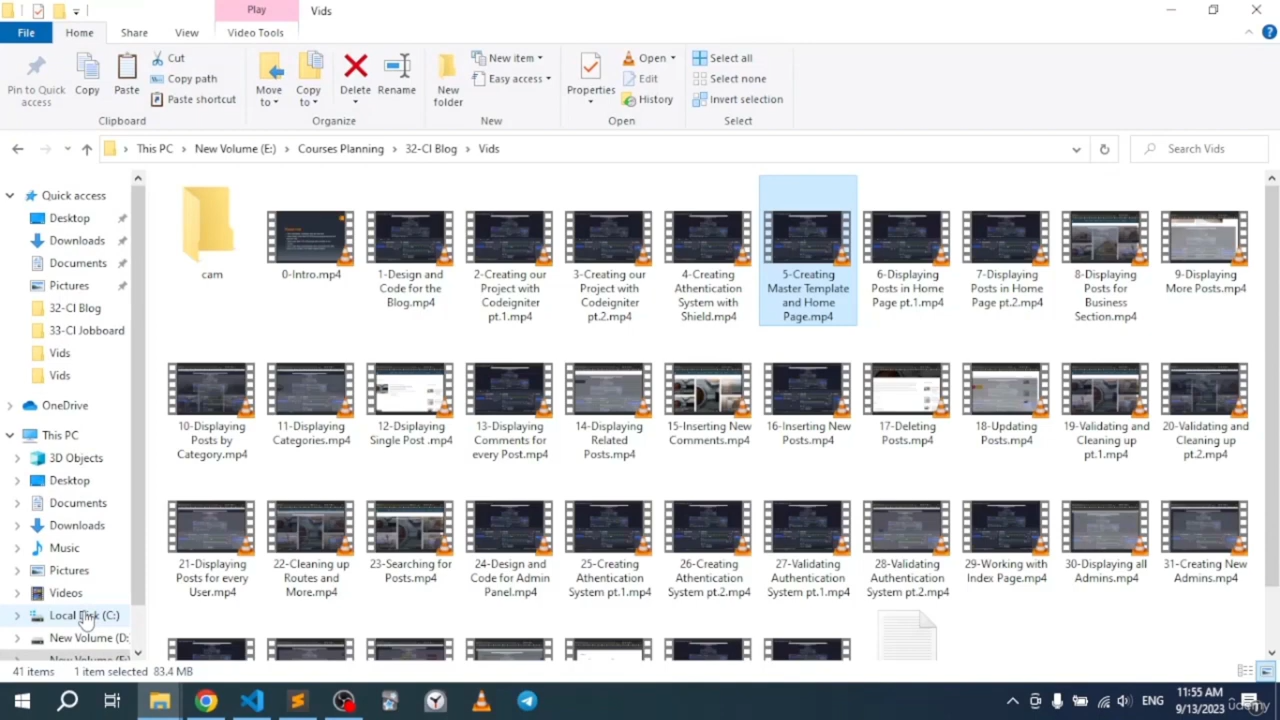 Play
Vids
File
Home
Share
View
Video Tools
Pin to Quick access
Copy
Paste
Cut
Copy path
Paste shortcut
Clipboard
Move to
Copy to
Delete
Rename
Organize
New folder
New item
Easy access
New
Properties
Open
Edit
History
Open
Select all
Select none
Invert selection
Select
This PC > New Volume (E:) > Courses Planning > 32-CI Blog > Vids
Search Vids
Quick access
Desktop
Downloads
Documents
Pictures
32-CI Blog
33-CI Jobboard
Vids
Vids
OneDrive
This PC
3D Objects
Desktop
Documents
Downloads
Music
Pictures
Videos
Local Disk (C:)
New Volume (D:
New Volume (E:
cam
0-Intro.mp4
1-Design and Code for the Blog.mp4
2-Creating our Project with Codeigniter pt.1.mp4
3-Creating our Project with Codeigniter pt.2.mp4
4-Creating Athentication System with Shield.mp4
5-Creating Master Template and Home Page.mp4
6-Displaying Posts in Home Page pt.1.mp4
7-Displaying Posts in Home Page pt.2.mp4
8-Displaying Posts for Business Section.mp4
9-Displaying More Posts.mp4
10-Displaying Posts by Category.mp4
11-Displaying Categories.mp4
12-Dsiplaying Single Post .mp4
13-Displaying Comments for every Post.mp4
14-Displaying Related Posts.mp4
15-Inserting New Comments.mp4
16-Inserting New Posts.mp4
17-Deleting Posts.mp4
18-Updating Posts.mp4
19-Validating and Cleaning up pt.1.mp4
20-Validating and Cleaning up pt.2.mp4
21-Displaying Posts for every User.mp4
22-Cleaning up Routes and More.mp4
23-Searching for Posts.mp4
24-Design and Code for Admin Panel.mp4
25-Creating Athentication System pt.1.mp4
26-Creating Athentication System pt.2.mp4
27-Validating Authentication System pt.1.mp4
28-Validating Authentication System pt.2.mp4
29-Working with Index Page.mp4
30-Displaying all Admins.mp4
31-Creating New Admins.mp4
41 items
1 item selected 83.4 MB
ENG
11:55 AM
9/13/2023
udemy